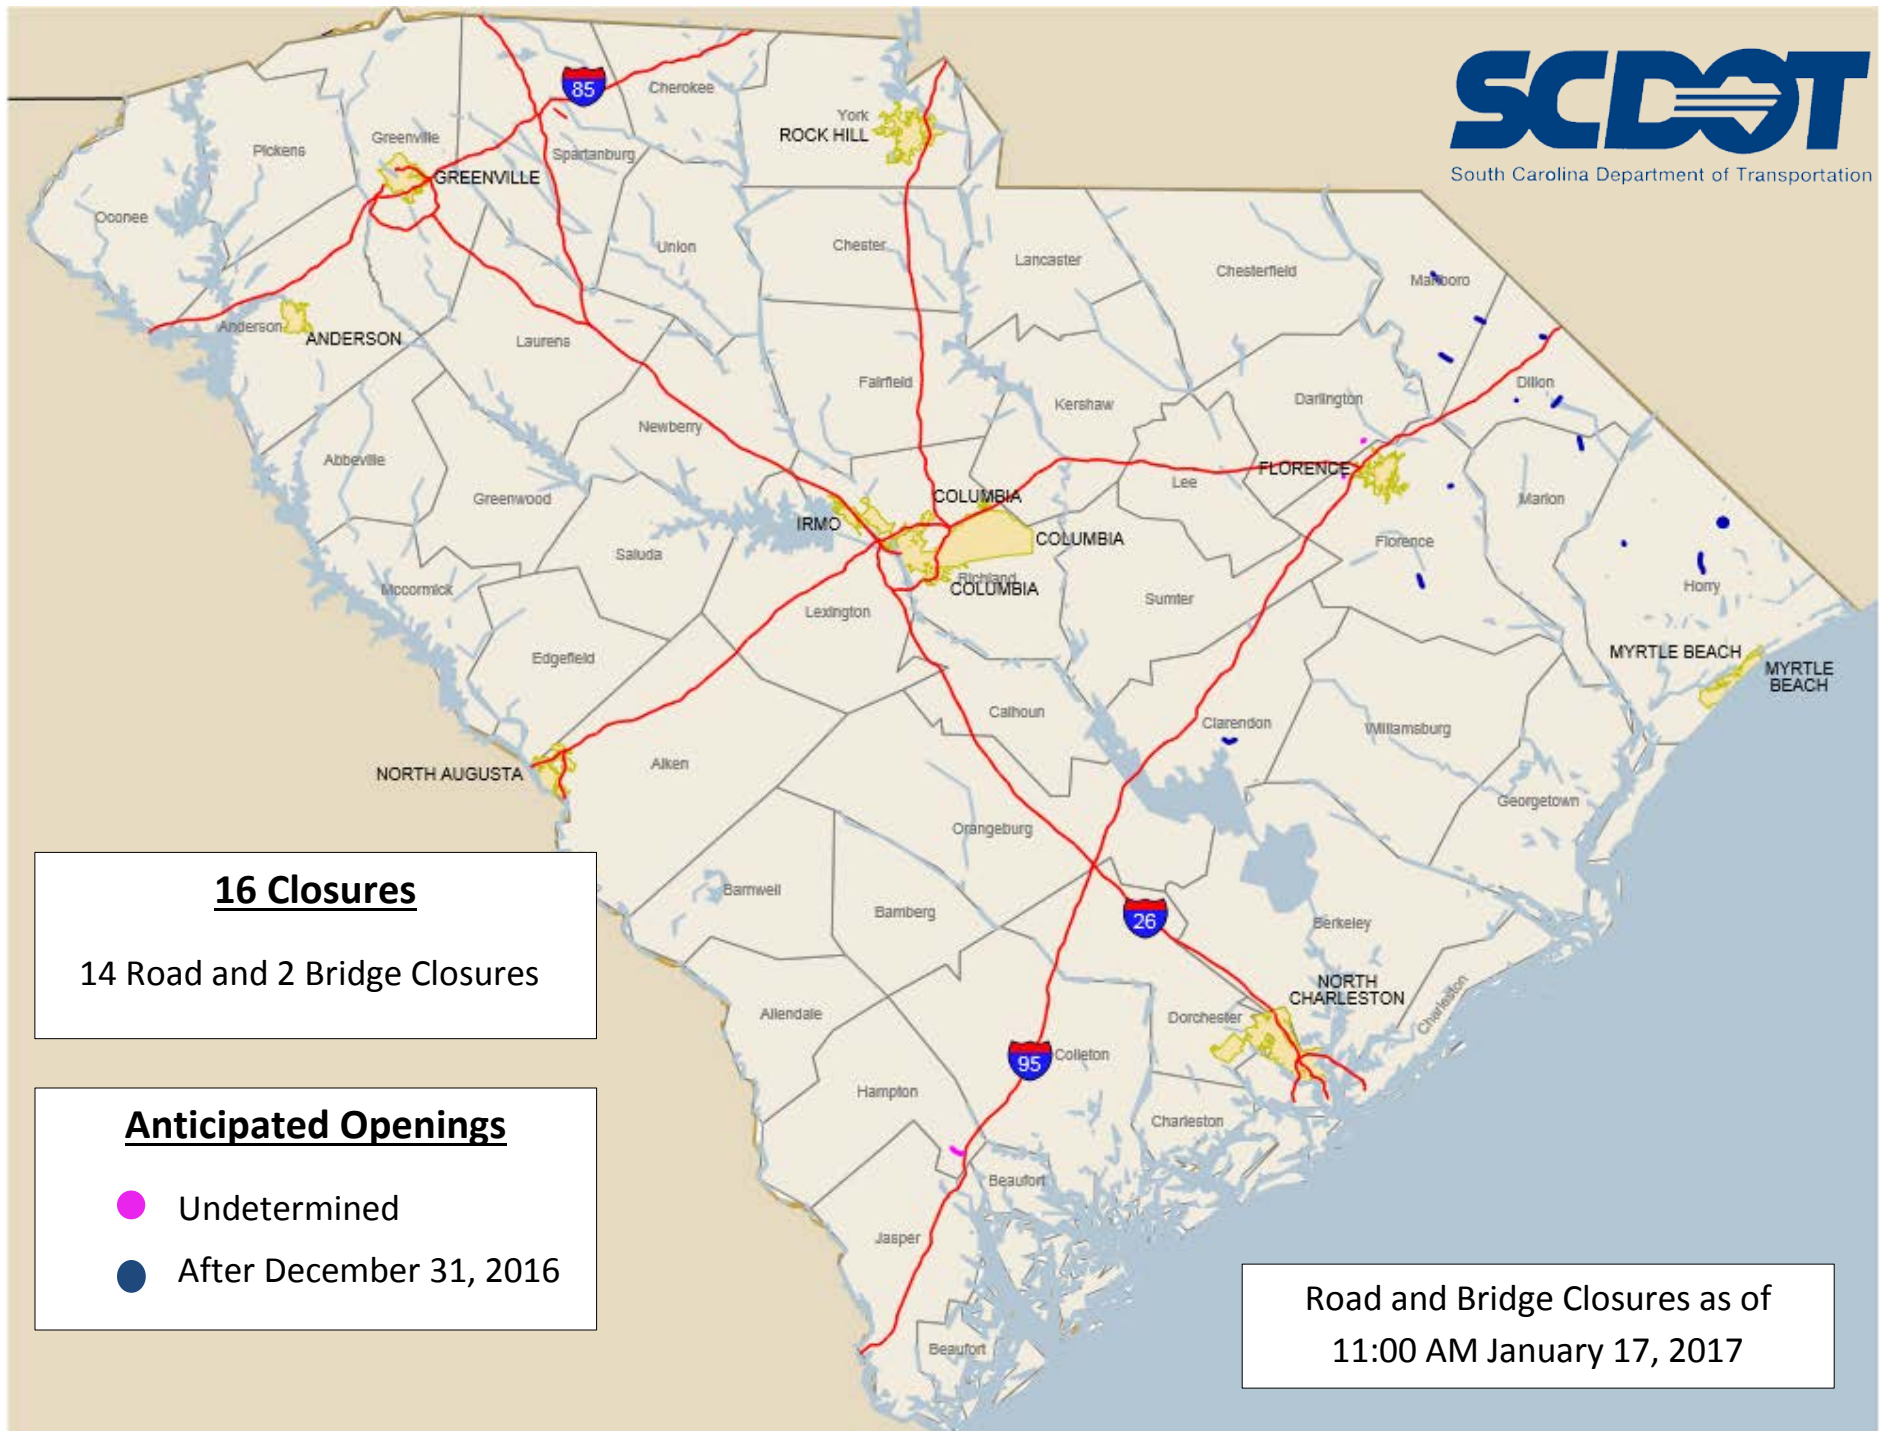 SCDOT
South Carolina Department of Transportation
85
Cherokee
York
ROCK HILL
Greenville
Pickens
Spartanburg
GREENVILLE
Oconee
Union
Chester
Lancaster
Chesterfield
Marlboro
Anderson
ANDERSON
Laurens
Fairfield
Dillon
Kershaw
Darlington
Newberry
Abbeville
FLORENCE
Greenwood
Lee
Marion
COLUMBIA
IRMO
COLUMBIA
Florence
Saluda
Richland
COLUMBIA
Mccormick
Horry
Lexington
Sumter
Edgefield
MYRTLE BEACH
MYRTLE
BEACH
Calhoun
Clarendon
Williamsburg
NORTH AUGUSTA
Aiken
Georgetown
Orangeburg
Barnwell
Bamberg
26
Berkeley
NORTH
CHARLESTON
Charleston
Allendale
Dorchester
95
Colleton
Hampton
Charleston
Beaufort
Jasper
Beaufort
16 Closures
14 Road and 2 Bridge Closures
Anticipated Openings
Undetermined
After December 31, 2016
Road and Bridge Closures as of
11:00 AM January 17, 2017